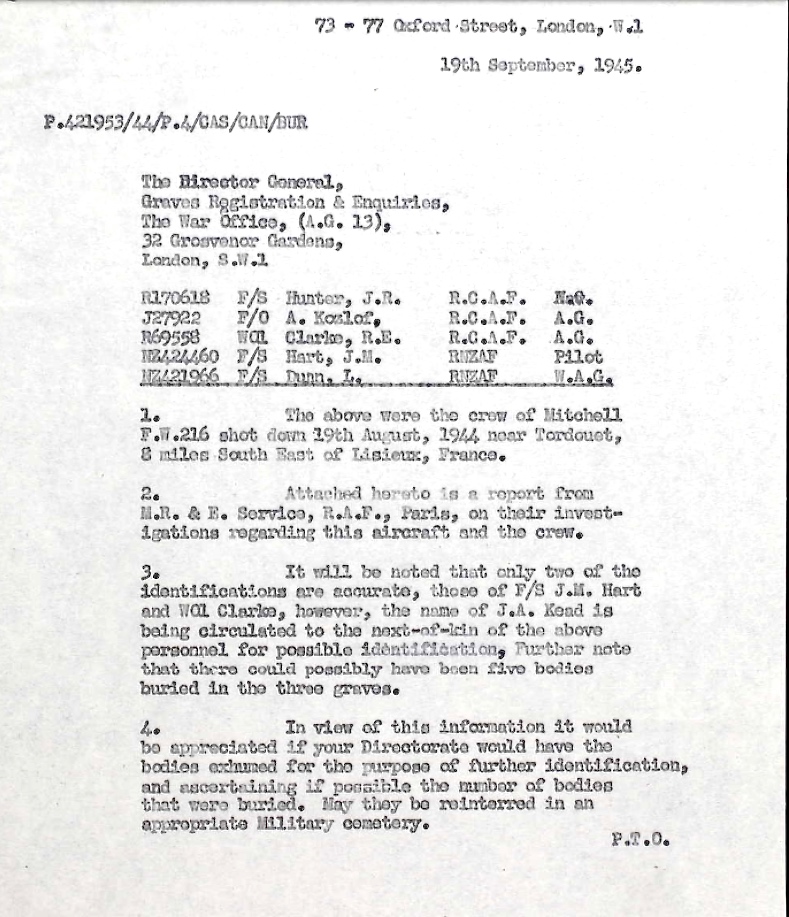 73 - 77 Oxford Street, London, W.1
19th September, 1945.
P.421953/44/P.4/CAS/CAN/BUR
The Director General,
Graves Registration & Enquiries,
The War Office, (A.G. 13),
32 Grosvenor Gardens,
London, S.W.1
R170618 F/S Hunter, J.R. R.C.A.F. NaG.
J27922 F/O A. Kozlof, R.C.A.F. A.G.
R69558 WO1 Clarke, R.E. R.C.A.F. A.G.
NZ424460 F/S Hart, J.M. RNZAF Pilot
NZ421966 F/S Dunn, L. RNZAF W.A.G.
1. The above were the crew of Mitchell
F.W.216 shot down 19th August, 1944 near Tordouet,
8 miles South East of Lisieux, France.
2. Attached hereto is a report from
M.R. & E. Service, R.A.F., Paris, on their invest-
igations regarding this aircraft and the crew.
3. It will be noted that only two of the
identifications are accurate, those of F/S J.M. Hart
and WO1 Clarke, however, the name of J.A. Kead is
being circulated to the next-of-kin of the above
personnel for possible identification, Further note
that there could possibly have been five bodies
buried in the three graves.
4. In view of this information it would
be appreciated if your Directorate would have the
bodies exhumed for the purpose of further identification,
and ascertaining if possible the number of bodies
that were buried. May they be reinterred in an
appropriate Military cemetery.
P.T.O.